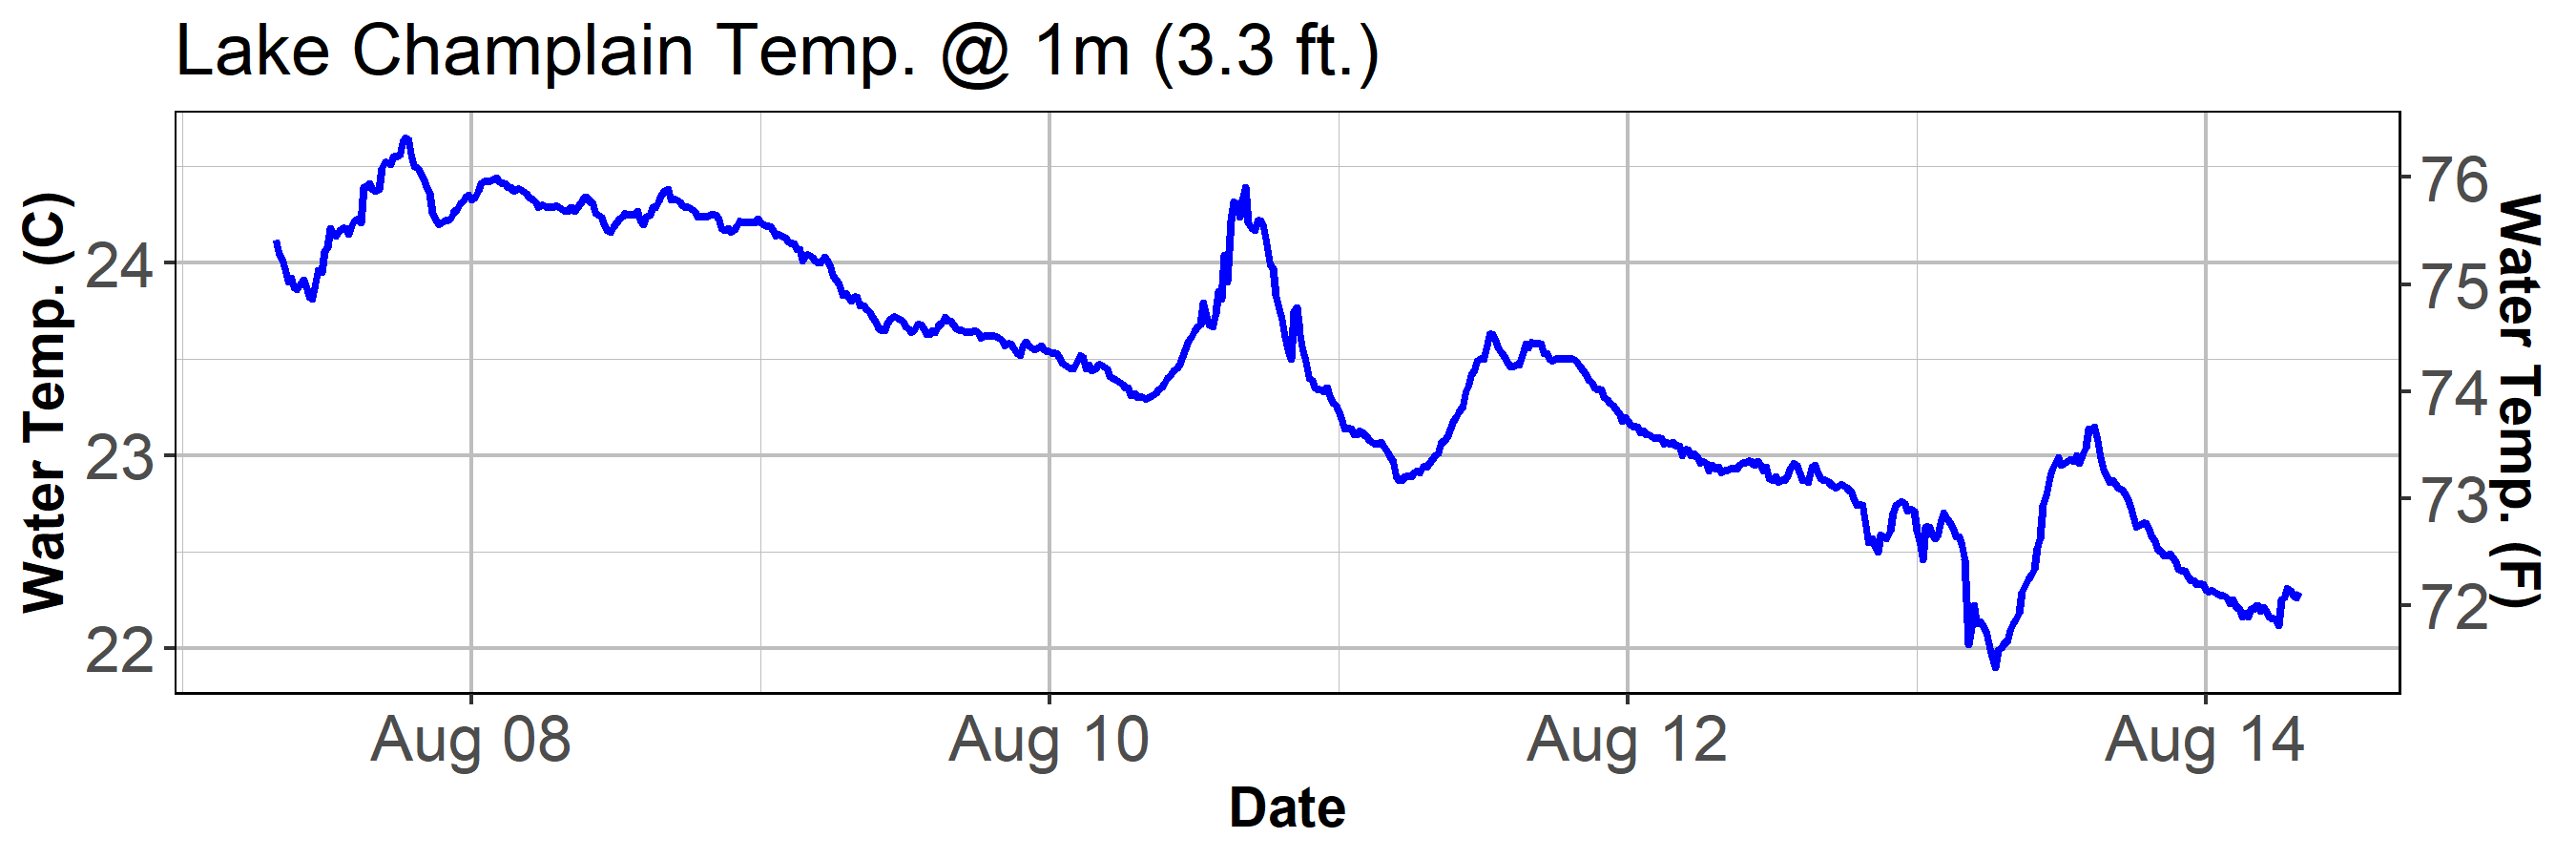 Lake Champlain Temp. @ 1m (3.3 ft.)
Water Temp. (C)
24
23
22
76
75
74
73
72
Water Temp. (F)
Aug 08
Aug 10
Aug 12
Aug 14
Date